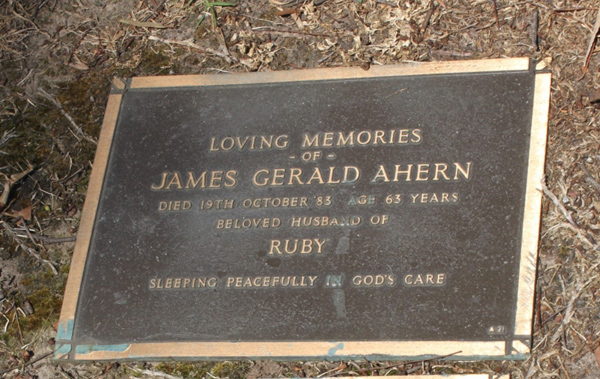 LOVING MEMORIES
- OF -
JAMES GERALD AHERN
DIED 19TH OCTOBER '83 AGE 63 YEARS
BELOVED HUSBAND OF
RUBY
SLEEPING PEACEFULLY IN GOD'S CARE